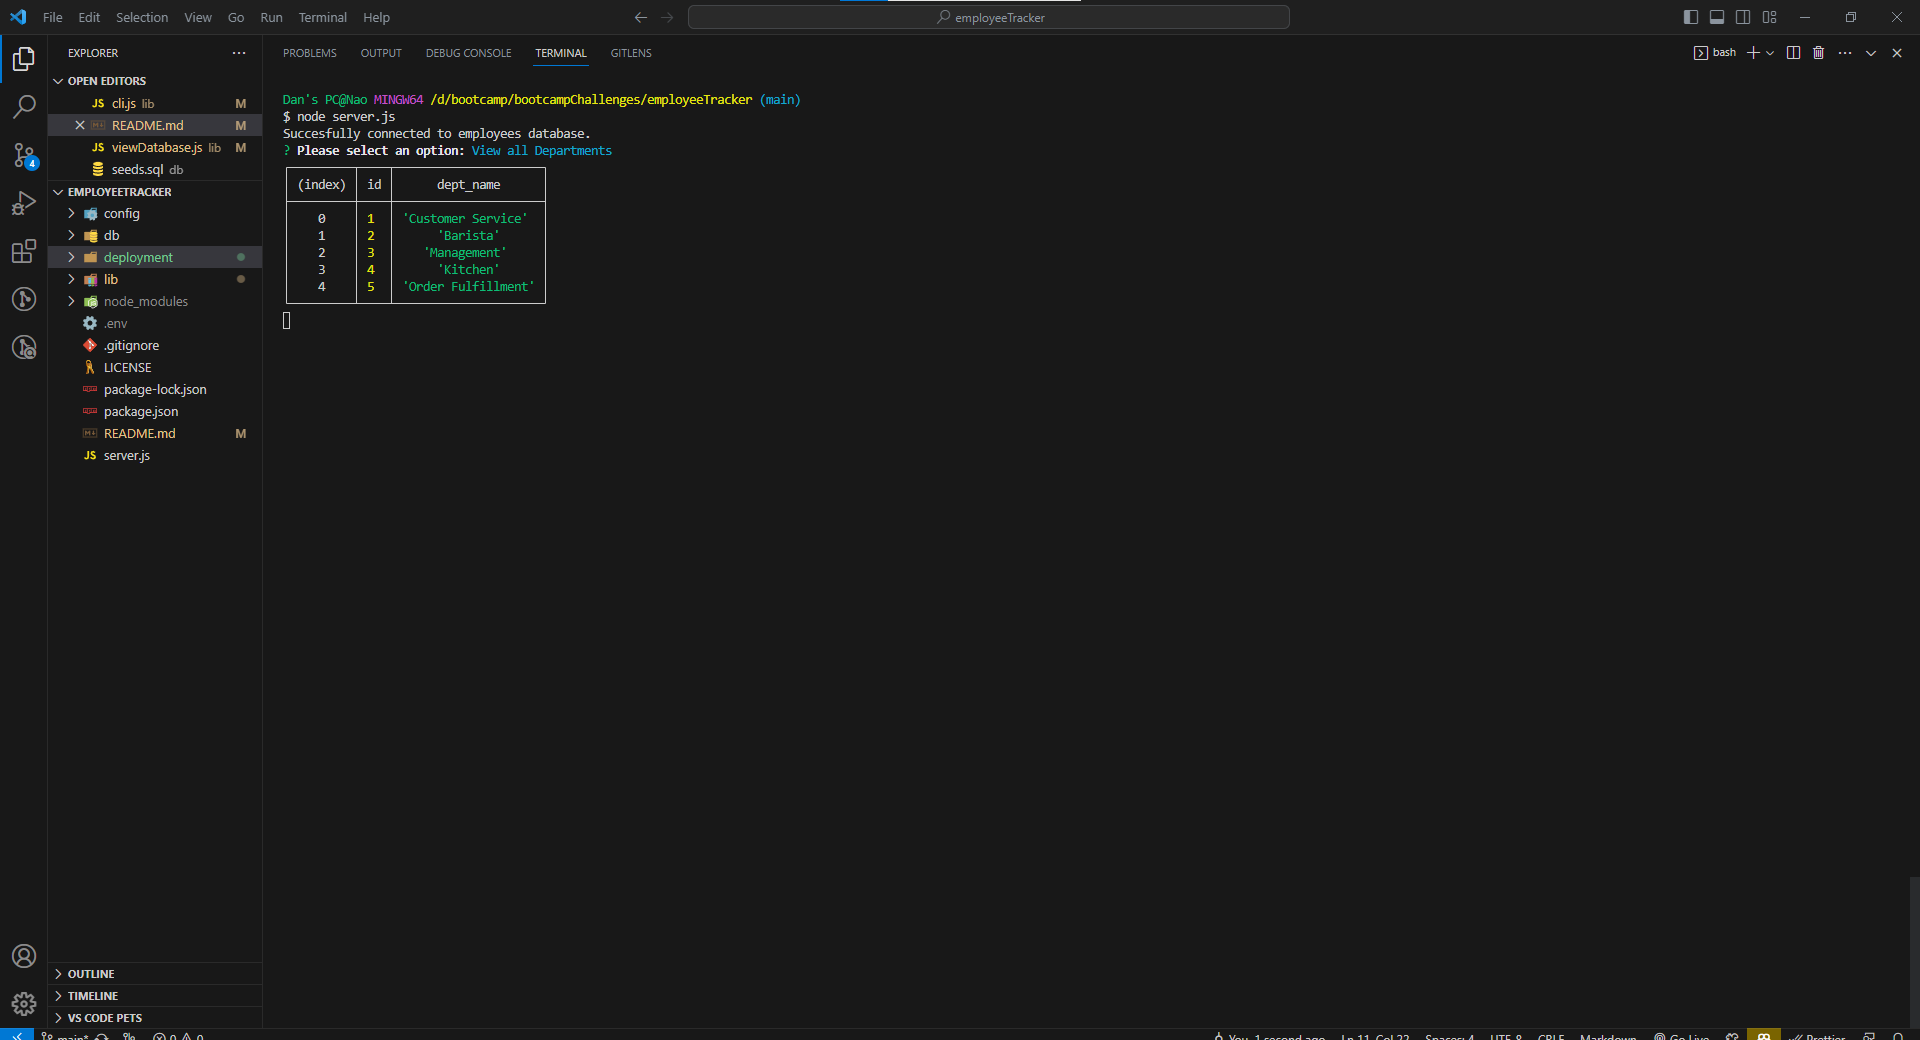 File Edit Selection View Go Run Terminal Help
employeeTracker
EXPLORER
OPEN EDITORS
JS cli.js lib M
README.md M
JS viewDatabase.js lib M
seeds.sql db
EMPLOYEETRACKER
config
db
deployment
lib
node_modules
.env
.gitignore
LICENSE
package-lock.json
package.json
README.md M
JS server.js
OUTLINE
TIMELINE
VS CODE PETS
4
PROBLEMS OUTPUT DEBUG CONSOLE TERMINAL GITLENS
bash
Dan's PC@Nao MINGW64 /d/bootcamp/bootcampChallenges/employeeTracker (main)
$ node server.js
Succesfully connected to employees database.
? Please select an option: View all Departments
(index) id dept_name
0 1 'Customer Service'
1 2 'Barista'
2 3 'Management'
3 4 'Kitchen'
4 5 'Order Fulfillment'
main* 0 0 You, 1 second ago Ln 11, Col 22 Spaces: 4 UTF-8 CRLF Markdown Go Live Prettier